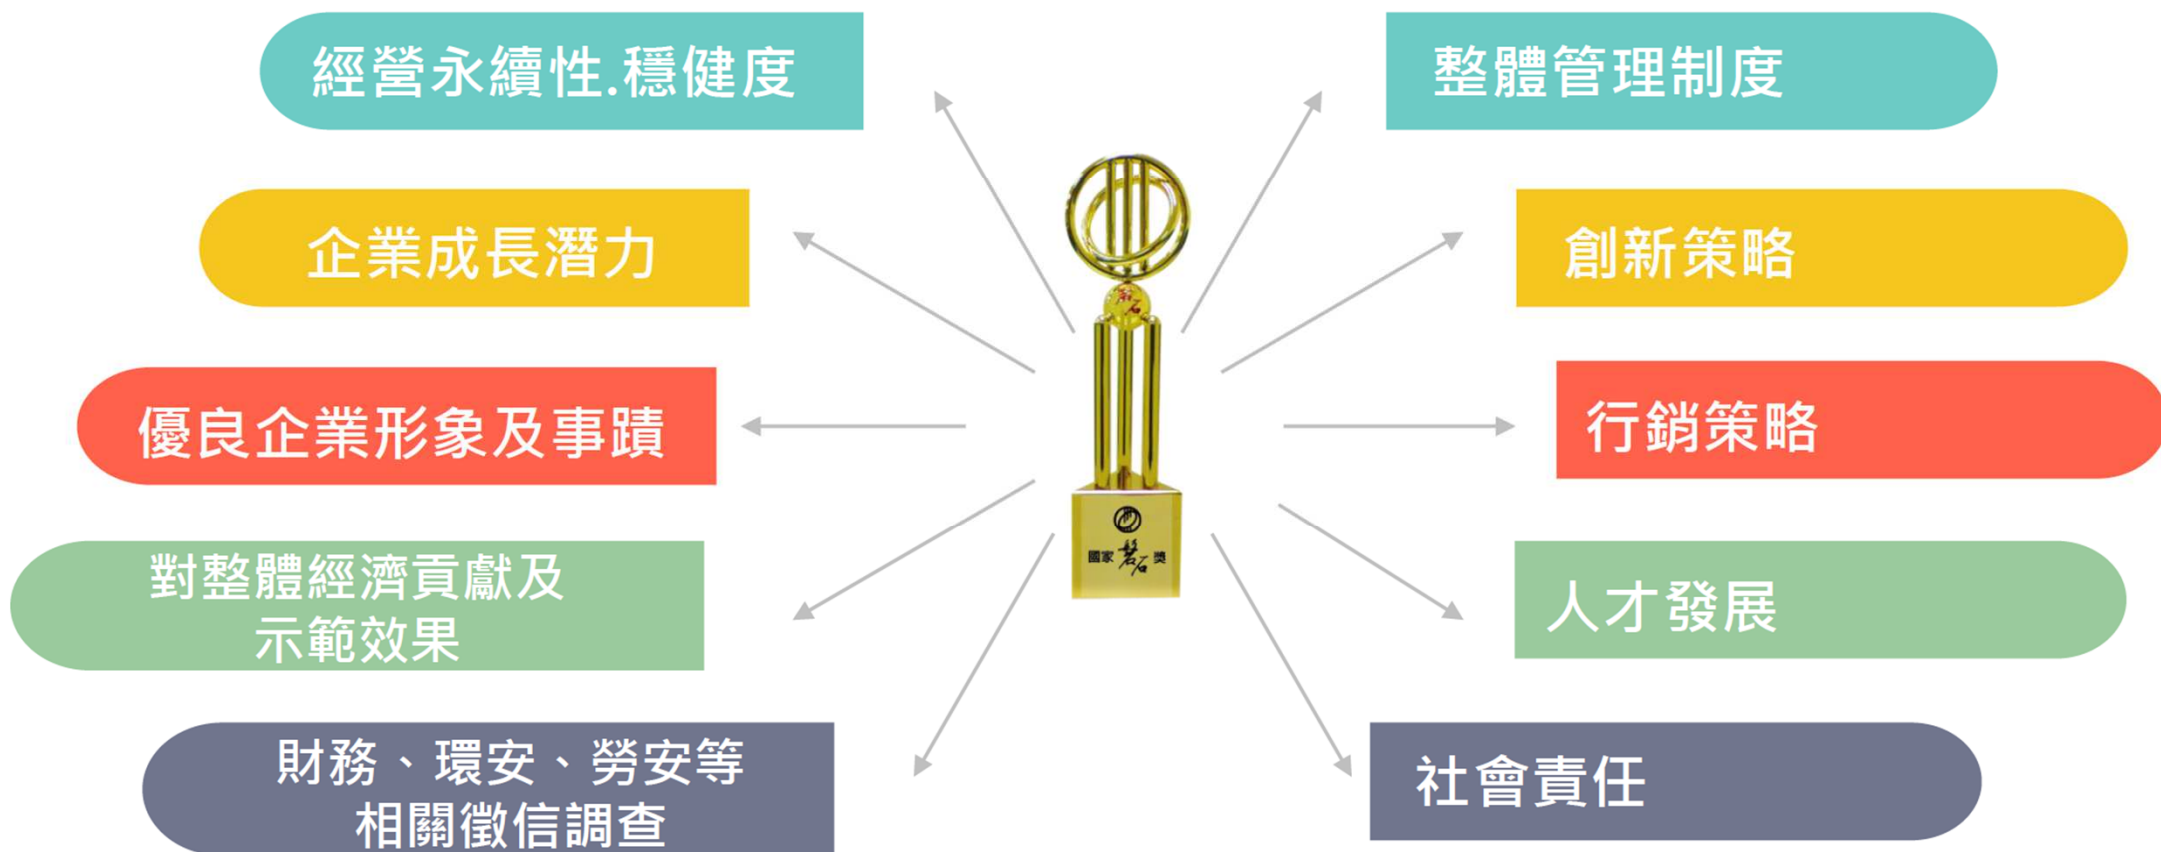 經營永續性.穩健度
企業成長潛力
優良企業形象及事蹟
對整體經濟貢獻及
示範效果
財務、環安、勞安等
相關徵信調查
整體管理制度
創新策略
行銷策略
人才發展
社會責任
磐石
國家磐石獎